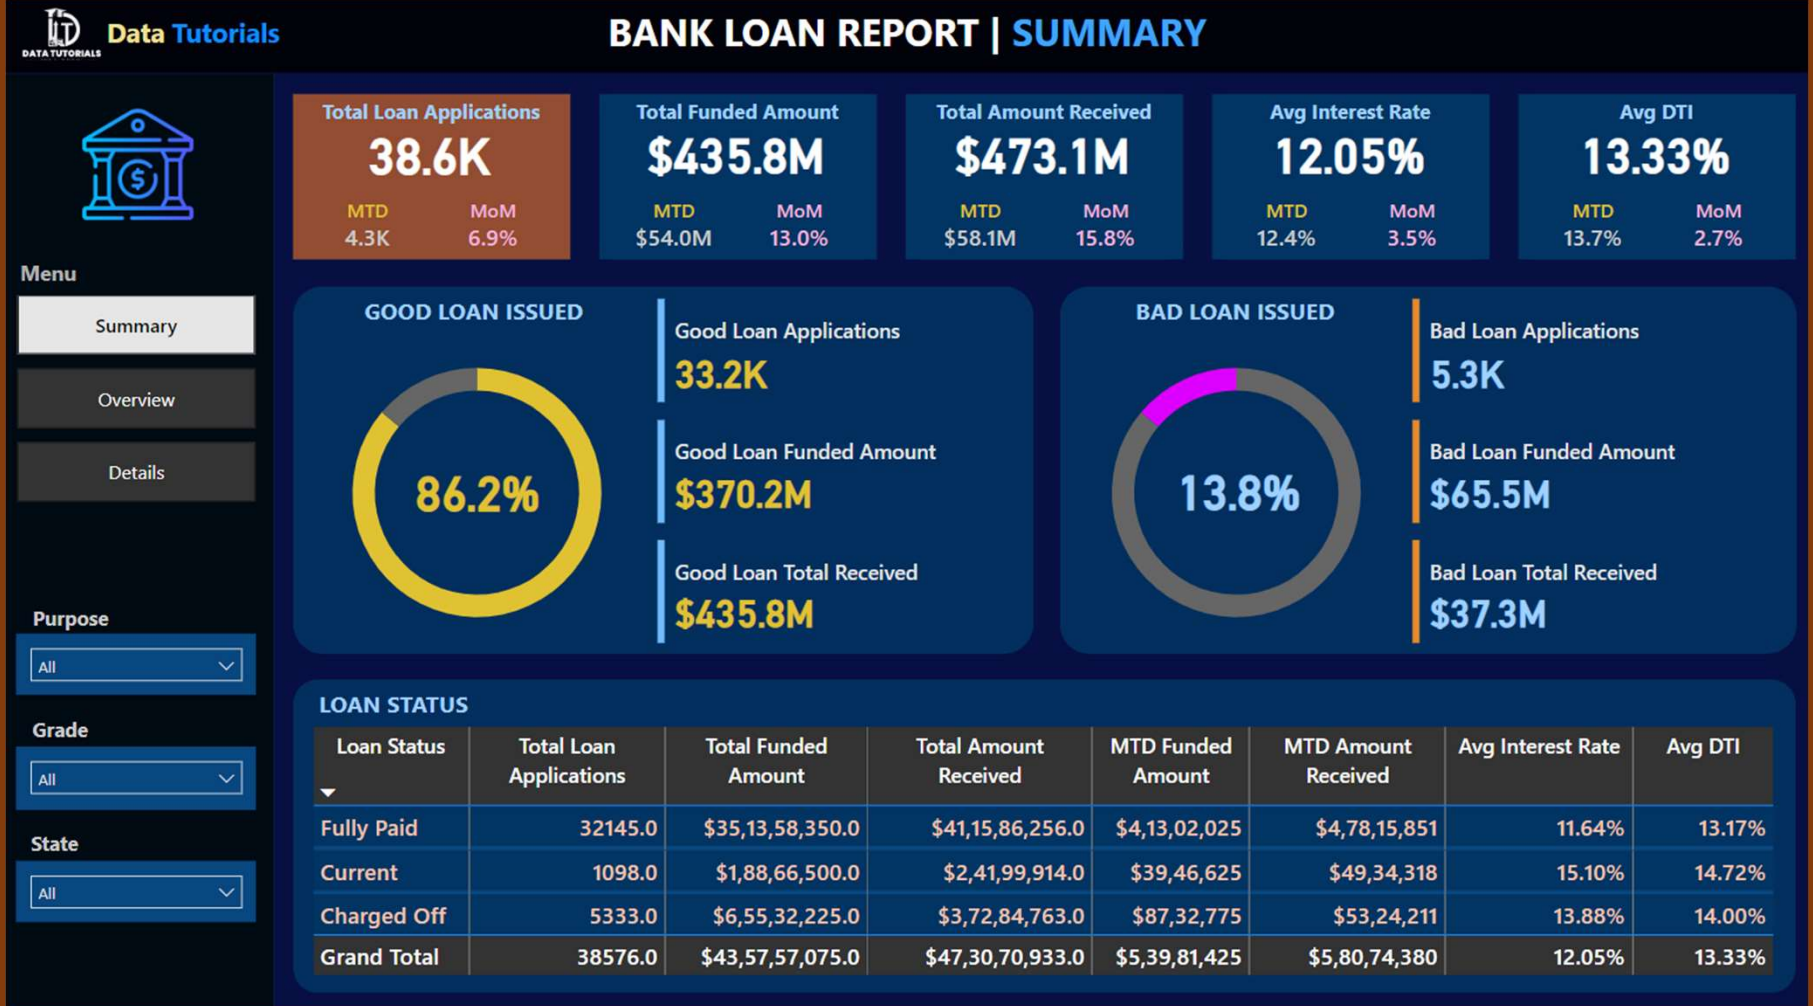 DATA TUTORIALS
Data Tutorials
BANK LOAN REPORT | SUMMARY
Menu
Summary
Overview
Details
Purpose
All
Grade
All
State
All
Total Loan Applications
38.6K
MTD MoM
4.3K 6.9%
Total Funded Amount
$435.8M
MTD MoM
$54.0M 13.0%
Total Amount Received
$473.1M
MTD MoM
$58.1M 15.8%
Avg Interest Rate
12.05%
MTD MoM
12.4% 3.5%
Avg DTI
13.33%
MTD MoM
13.7% 2.7%
GOOD LOAN ISSUED
86.2%
Good Loan Applications
33.2K
Good Loan Funded Amount
$370.2M
Good Loan Total Received
$435.8M
BAD LOAN ISSUED
13.8%
Bad Loan Applications
5.3K
Bad Loan Funded Amount
$65.5M
Bad Loan Total Received
$37.3M
LOAN STATUS
Loan Status Total Loan Total Funded Total Amount MTD Funded MTD Amount Avg Interest Rate Avg DTI
Applications Amount Received Amount Received
Fully Paid 32145.0 $35,13,58,350.0 $41,15,86,256.0 $4,13,02,025 $4,78,15,851 11.64% 13.17%
Current 1098.0 $1,88,66,500.0 $2,41,99,914.0 $39,46,625 $49,34,318 15.10% 14.72%
Charged Off 5333.0 $6,55,32,225.0 $3,72,84,763.0 $87,32,775 $53,24,211 13.88% 14.00%
Grand Total 38576.0 $43,57,57,075.0 $47,30,70,933.0 $5,39,81,425 $5,80,74,380 12.05% 13.33%